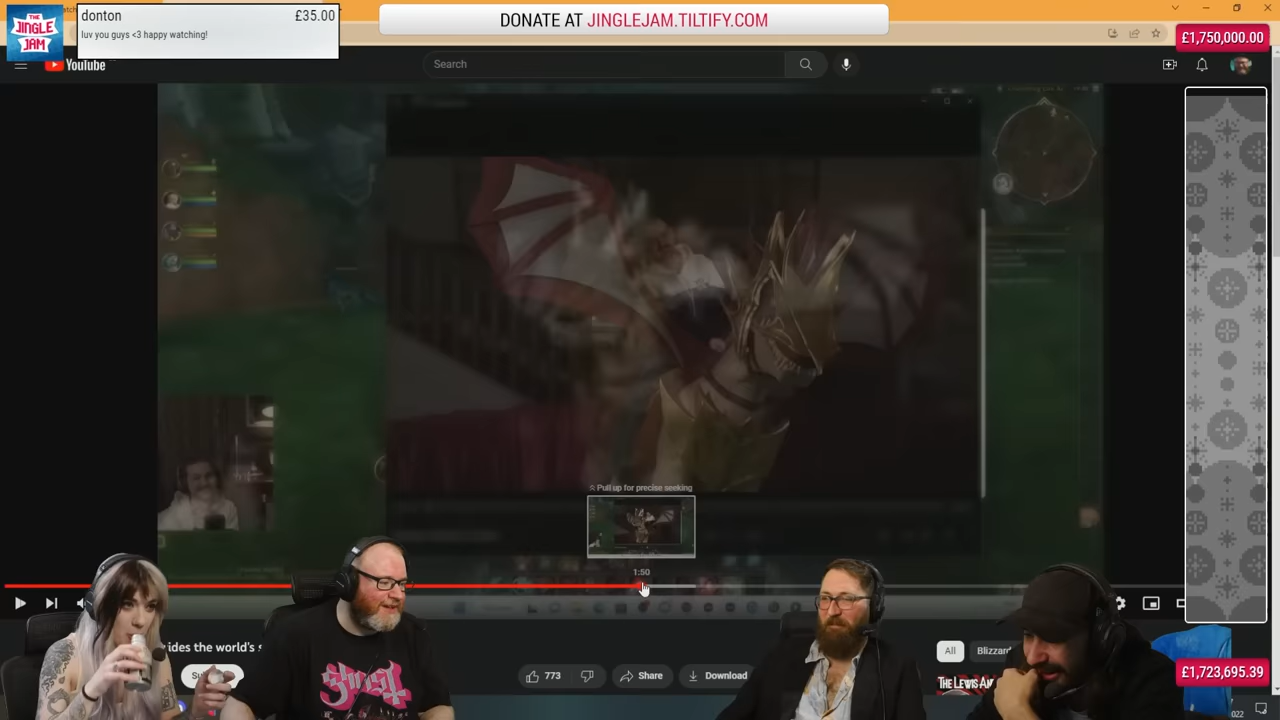 THE
JINGLE
JAM
donton
£35.00
luv you guys <3 happy watching!
DONATE AT JINGLEJAM.TILTIFY.COM
£1,750,000.00
YouTube
Search
Pull up for precise seeking
1:50
ides the world's
773
Share
Download
All
Blizzard
THE LEWIS
Ghost
£1,723,695.39
022